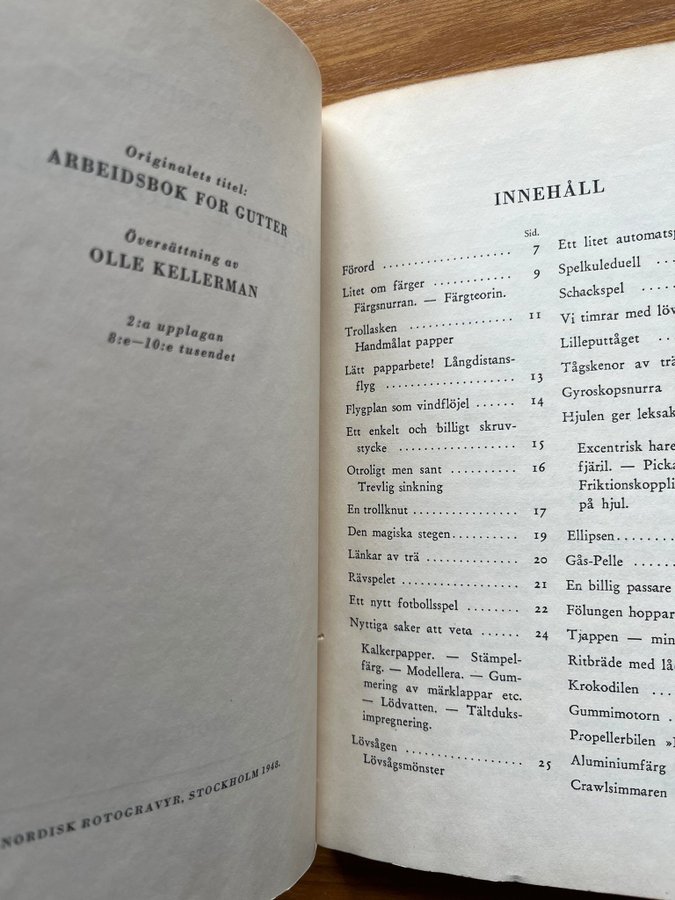 Originalets titel:
ARBEIDSBOK FOR GUTTER
Översättning av
OLLE KELLERMAN
2:a upplagan
8:e—10:e tusendet
NORDISK ROTOGRAVYR, STOCKHOLM 1948.
INNEHÅLL
Sid.
Förord .................... 7
Litet om färger ............ 9
Färgsnurran. — Färgteorin.
Trollasken ................ 11
Handmålat papper
Lätt papparbete! Långdistans-
flyg .................... 13
Flygplan som vindflöjel ...... 14
Ett enkelt och billigt skruv-
stycke .................. 15
Otroligt men sant .......... 16
Trevlig sinkning
En trollknut ................ 17
Den magiska stegen.......... 19
Länkar av trä .............. 20
Rävspelet .................. 21
Ett nytt fotbollsspel ........ 22
Nyttiga saker att veta ...... 24
Kalkerpapper. — Stämpel-
färg. — Modellera. — Gum-
mering av märklappar etc.
— Lödvatten. — Tältduks-
impregnering.
Lövsågen .................. 25
Lövsågsmönster
Ett litet automatsp
Spelkuleduell ...
Schackspel ....
Vi timrar med löv
Lilleputtåget ....
Tågskenor av trä
Gyroskopsnurra
Hjulen ger leksak
Excentrisk hare
fjäril. — Picka
Friktionskoppli
på hjul.
Ellipsen........
Gås-Pelle ........
En billig passare
Fölungen hoppar
Tjappen — min
Ritbräde med låd
Krokodilen ...
Gummimotorn .
Propellerbilen »
Aluminiumfärg
Crawlsimmaren